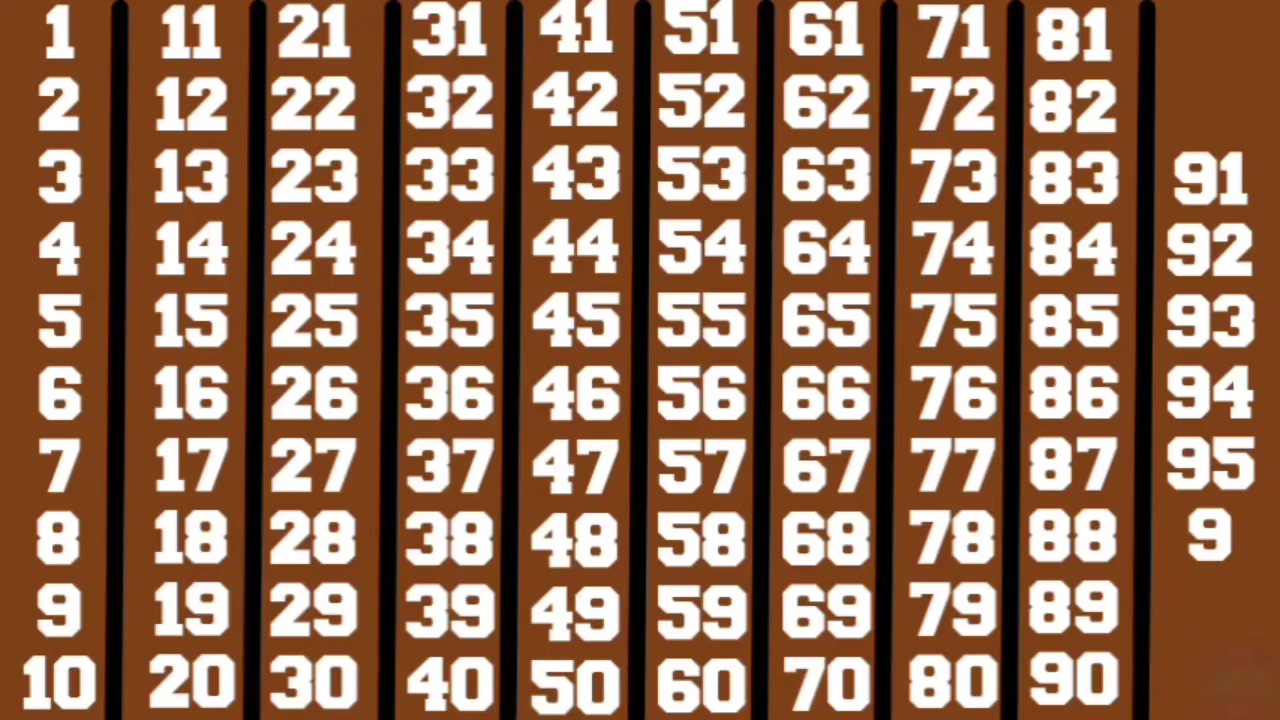 1 11 21 31 41 51 61 71 81
2 12 22 32 42 52 62 72 82
3 13 23 33 43 53 63 73 83 91
4 14 24 34 44 54 64 74 84 92
5 15 25 35 45 55 65 75 85 93
6 16 26 36 46 56 66 76 86 94
7 17 27 37 47 57 67 77 87 95
8 18 28 38 48 58 68 78 88 9
9 19 29 39 49 59 69 79 89
10 20 30 40 50 60 70 80 90